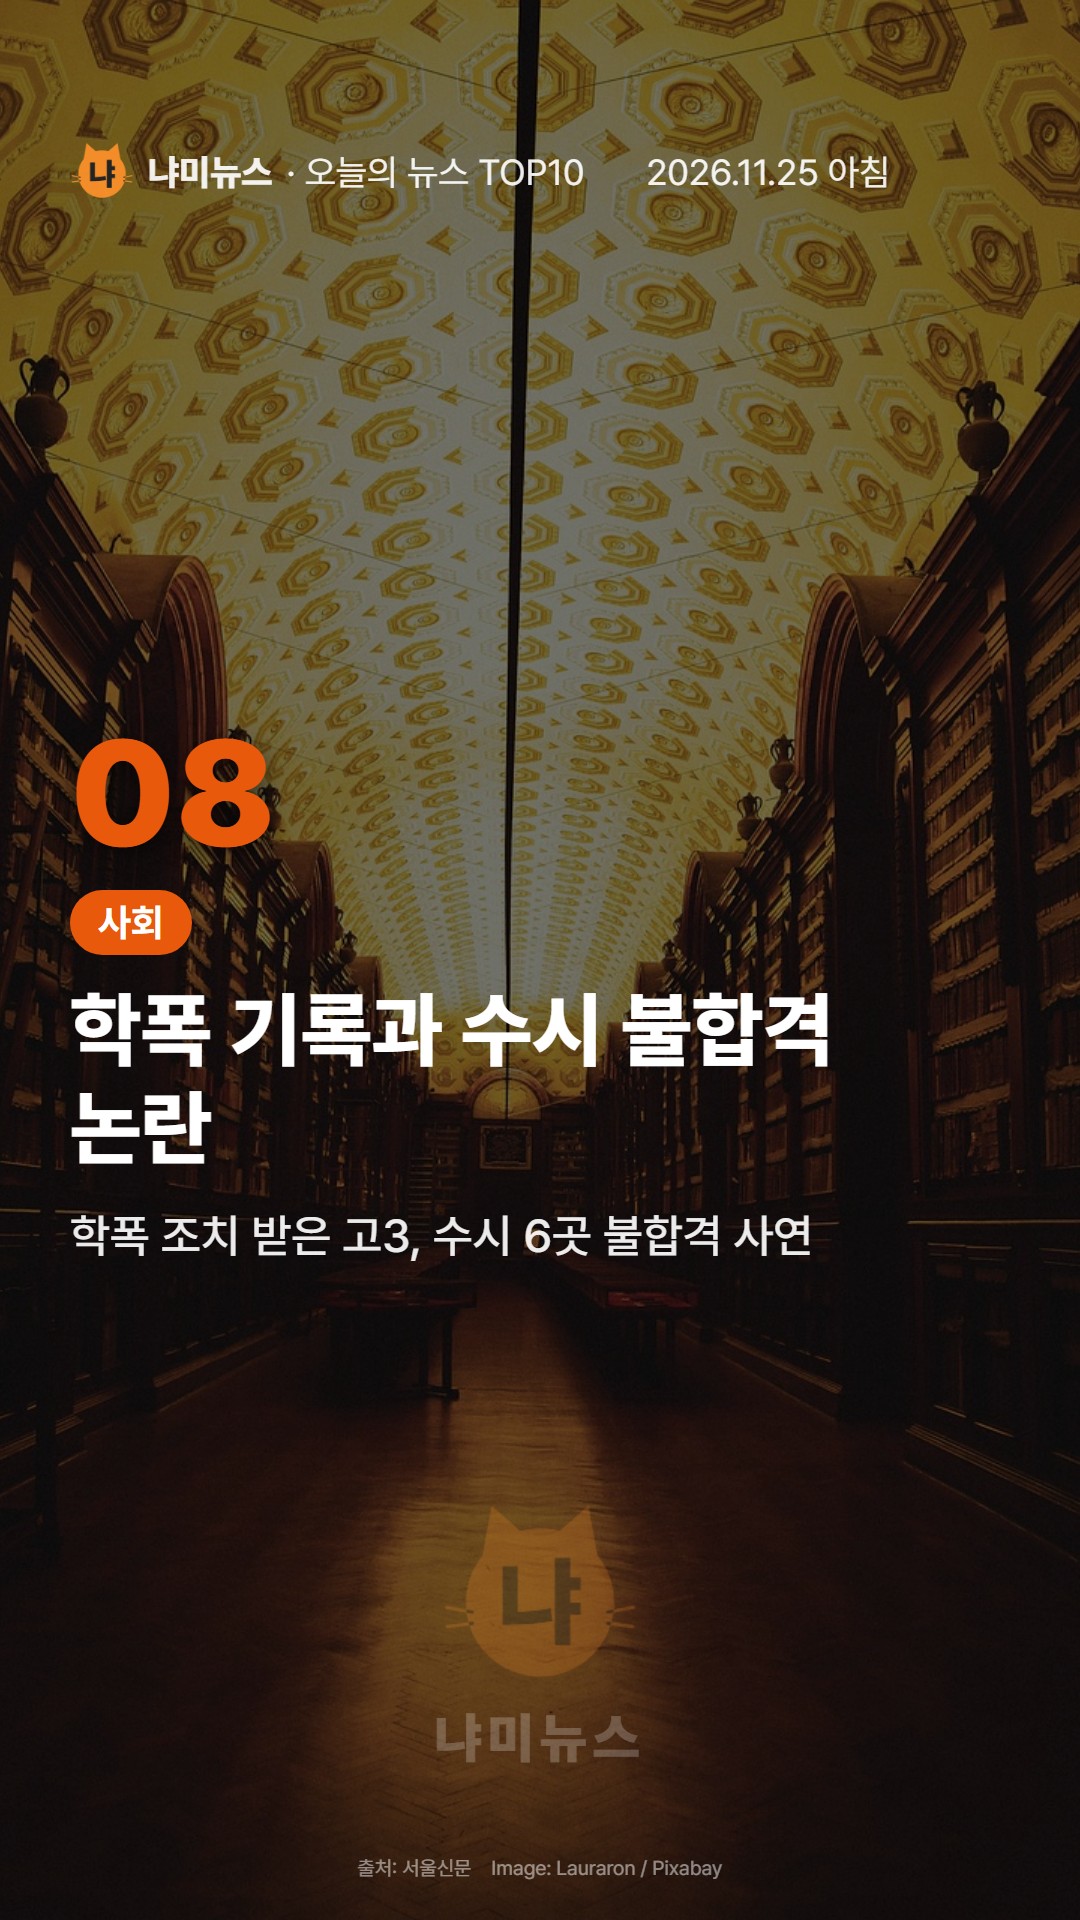 냐 냐미뉴스 · 오늘의 뉴스 TOP10 2026.11.25 아침
08
사회
학폭 기록과 수시 불합격
논란
학폭 조치 받은 고3, 수시 6곳 불합격 사연
냐
냐미뉴스
출처: 서울신문 Image: Lauraron / Pixabay